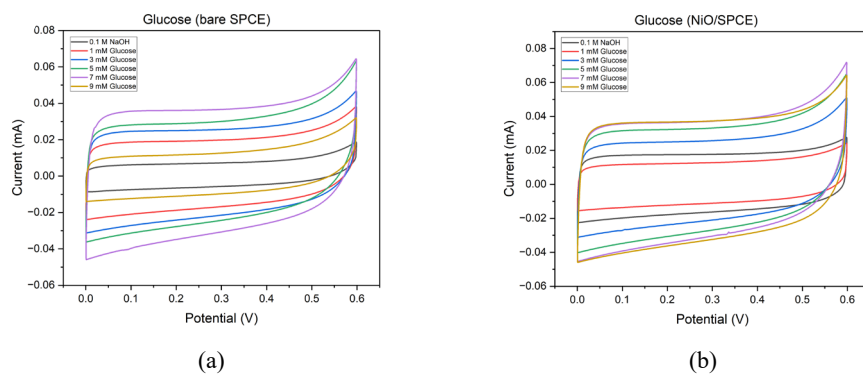 Glucose (bare SPCE)
0.08
0.06
0.04
0.02
0.00
−0.02
−0.04
−0.06
Current (mA)
0.1 M NaOH
1 mM Glucose
3 mM Glucose
5 mM Glucose
7 mM Glucose
9 mM Glucose
0.0 0.1 0.2 0.3 0.4 0.5 0.6
Potential (V)
(a)
Glucose (NiO/SPCE)
0.08
0.06
0.04
0.02
0.00
−0.02
−0.04
−0.06
Current (mA)
0.1 M NaOH
1 mM Glucose
3 mM Glucose
5 mM Glucose
7 mM Glucose
9 mM Glucose
0.0 0.1 0.2 0.3 0.4 0.5 0.6
Potential (V)
(b)